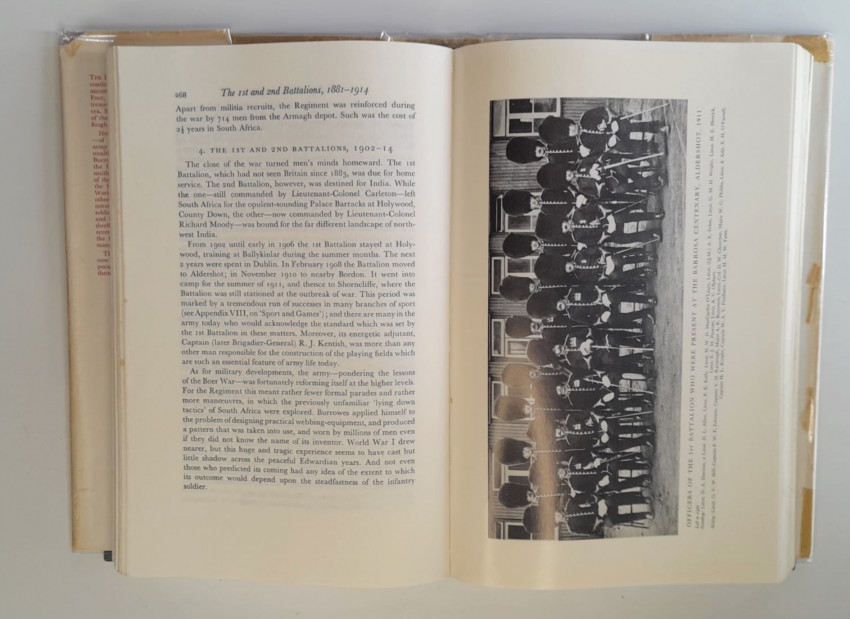 268 The 1st and 2nd Battalions, 1881–1914
Apart from militia recruits, the Regiment was reinforced during
the war by 714 men from the Armagh depot. Such was the cost of
2½ years in South Africa.
4. THE 1ST AND 2ND BATTALIONS, 1902–14
The close of the war turned men's minds homeward. The 1st
Battalion, which had not seen Britain since 1883, was due for home
service. The 2nd Battalion, however, was destined for India. While
the one—still commanded by Lieutenant-Colonel Carleton—left
South Africa for the opulent-sounding Palace Barracks at Holywood,
County Down, the other—now commanded by Lieutenant-Colonel
Richard Moody—was bound for the far different landscape of north-
west India.
From 1902 until early in 1906 the 1st Battalion stayed at Holy-
wood, training at Ballykinlar during the summer months. The next
2 years were spent in Dublin. In February 1908 the Battalion moved
to Aldershot; in November 1910 to nearby Bordon. It went into
camp for the summer of 1911, and thence to Shorncliffe, where the
Battalion was still stationed at the outbreak of war. This period was
marked by a tremendous run of successes in many branches of sport
(see Appendix VIII, on 'Sport and Games'); and there are many in the
army today who would acknowledge the standard which was set by
the 1st Battalion in these matters. Moreover, its energetic adjutant,
Captain (later Brigadier-General) R. J. Kentish, was more than any
other man responsible for the construction of the playing fields which
are such an essential feature of army life today.
As for military developments, the army—pondering the lessons
of the Boer War—was fortunately reforming itself at the higher levels.
For the Regiment this meant rather fewer formal parades and rather
more manœuvres, in which the previously unfamiliar 'lying down
tactics' of South Africa were explored. Burrowes applied himself to
the problem of designing practical webbing-equipment, and produced
a pattern that was taken into use, and worn by millions of men even
if they did not know the name of its inventor. World War I drew
nearer, but this huge and tragic experience seems to have cast but
little shadow across the peaceful Edwardian years. And not even
those who predicted its coming had any idea of the extent to which
its outcome would depend upon the steadfastness of the infantry
soldier.
OFFICERS OF THE 1st BATTALION WHO WERE PRESENT AT THE BARROSA CENTENARY, ALDERSHOT, 1911
Left to right